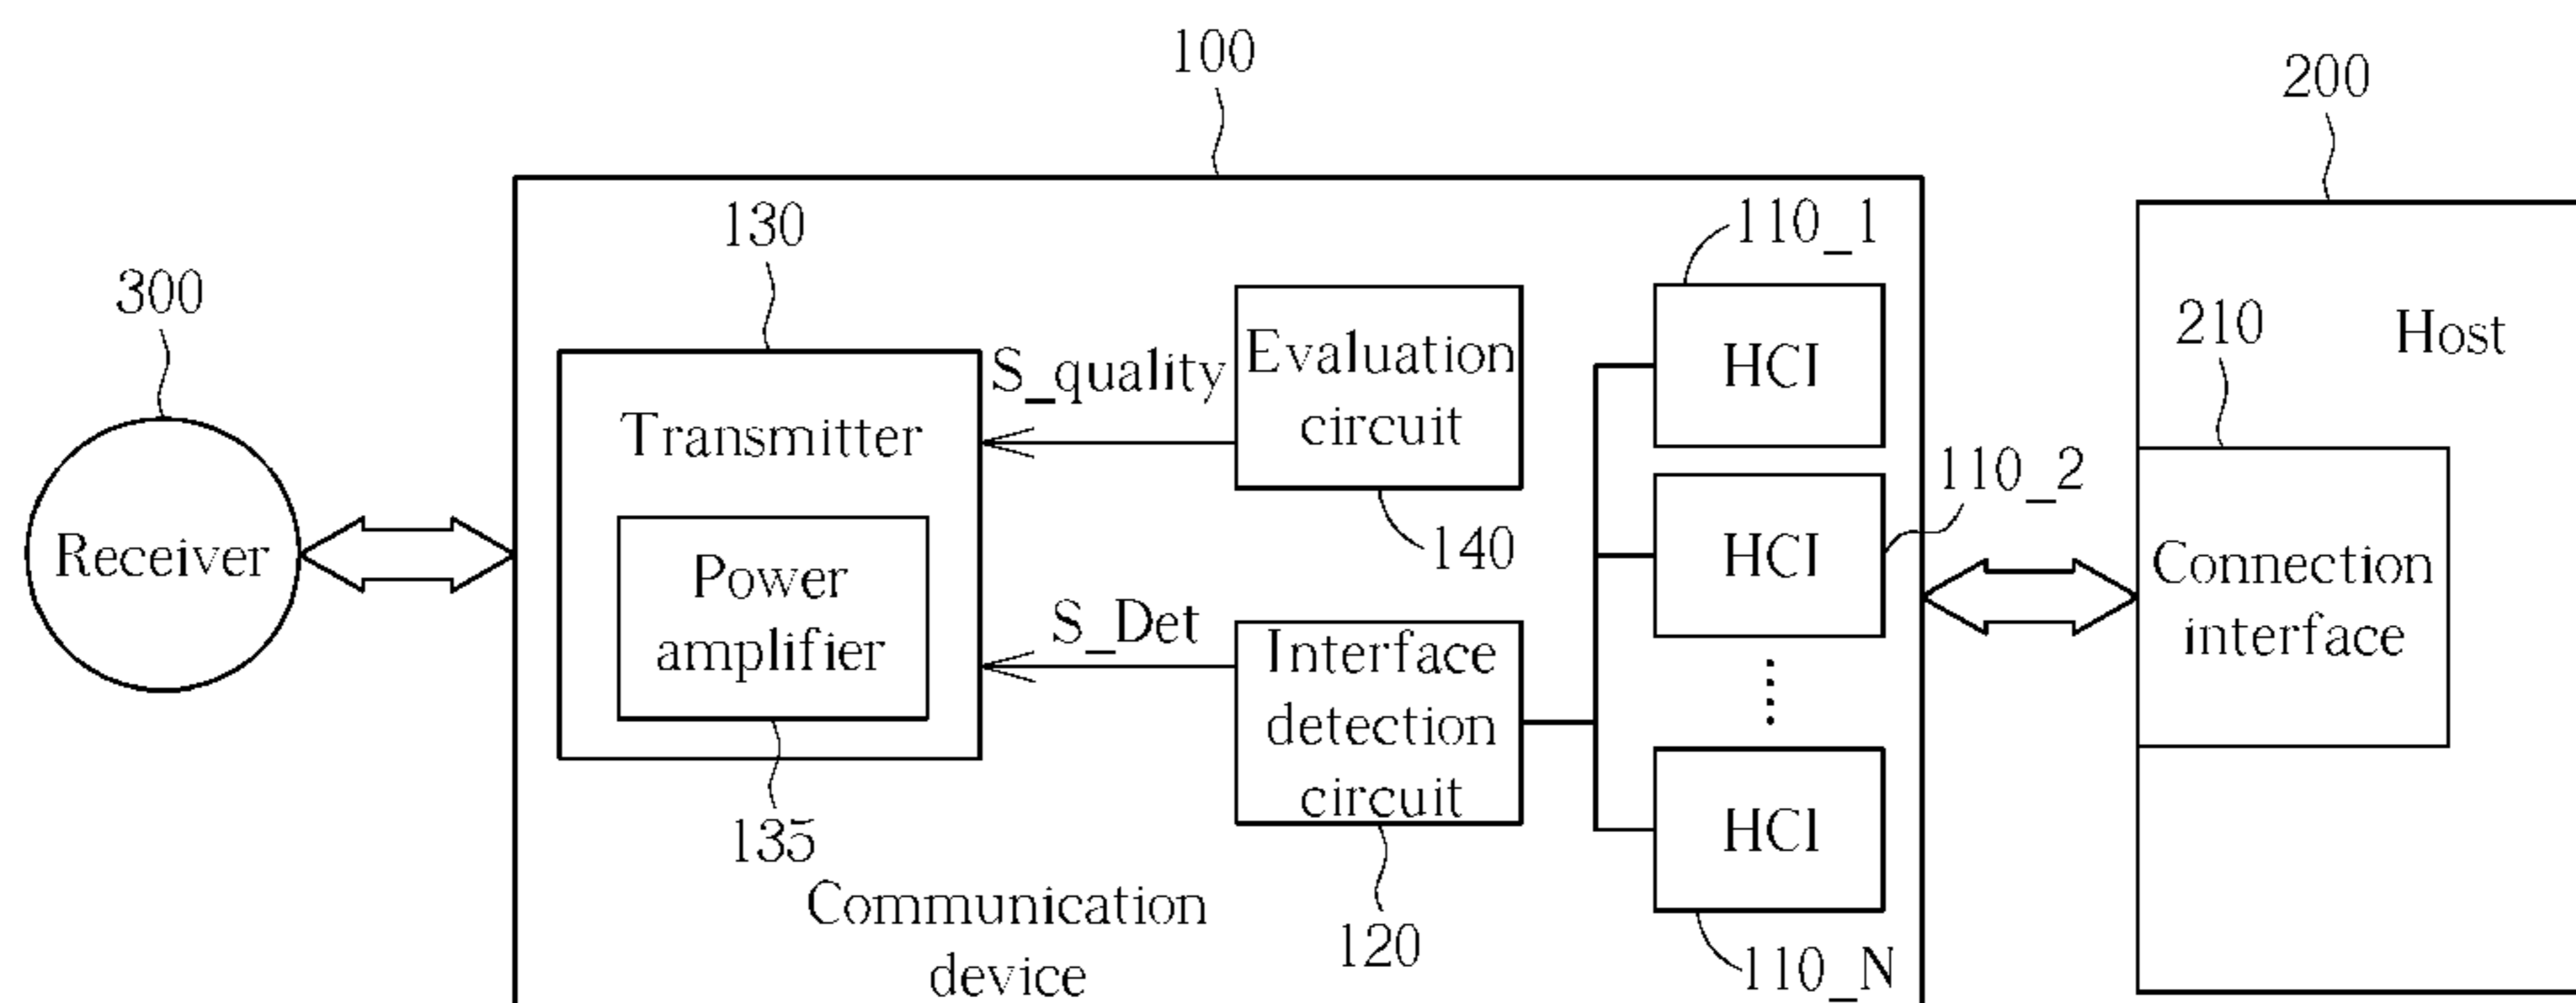 100
200
130
110_1
300
210
Host
S_quality
Evaluation
circuit
HCI
Transmitter
110_2
140
HCI
Receiver
Power
amplifier
Connection
interface
S_Det
Interface
detection
circuit
HCI
135
120
110_N
Communication
device